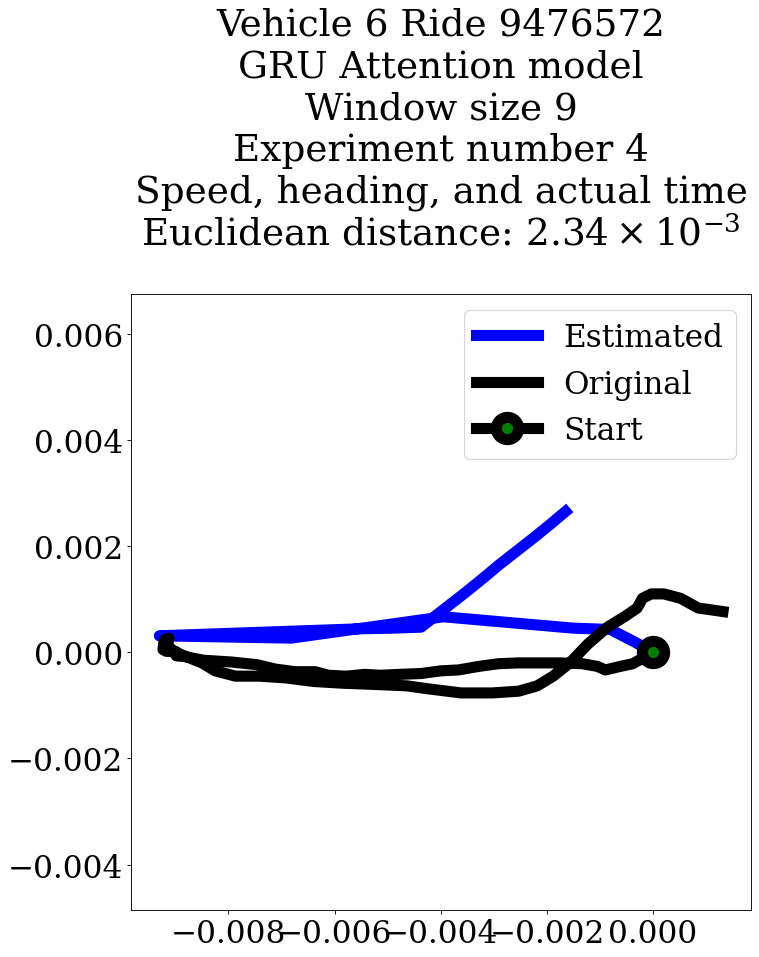 Vehicle 6 Ride 9476572
GRU Attention model
Window size 9
Experiment number 4
Speed, heading, and actual time
Euclidean distance: 2.34 × 10⁻³
Estimated
Original
Start
0.006
0.004
0.002
0.000
−0.002
−0.004
−0.008 −0.006 −0.004 −0.002 0.000